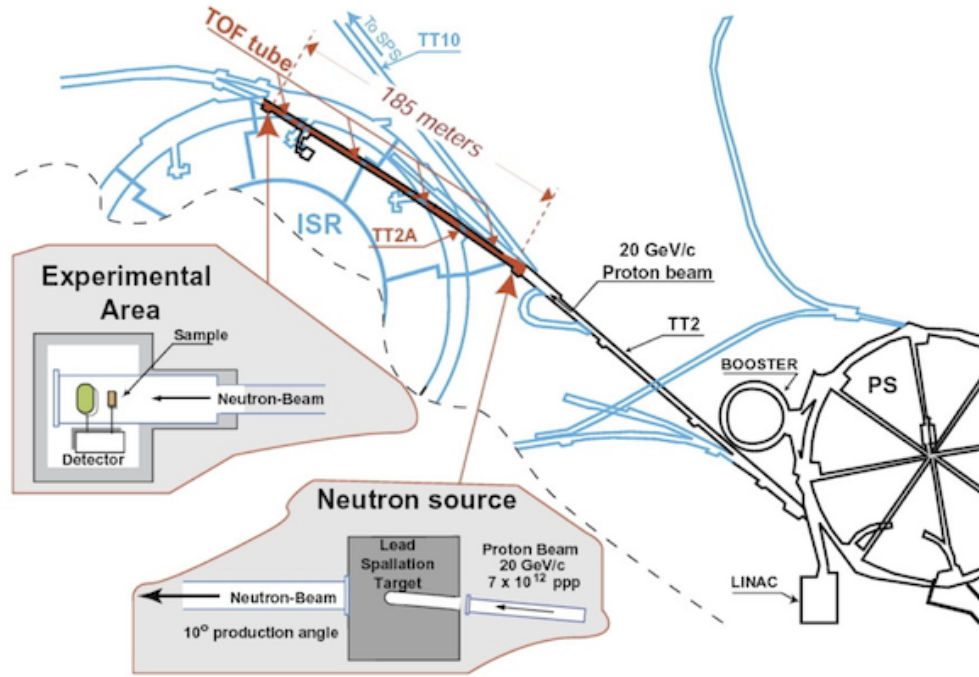 TOF tube
To SPS
TT10
185 meters
ISR
TT2A
20 GeV/c
Proton beam
TT2
BOOSTER
PS
LINAC
Experimental
Area
Sample
Neutron-Beam
Detector
Neutron source
Lead
Spallation
Target
Proton Beam
20 GeV/c
7 x 10¹² ppp
Neutron-Beam
10° production angle